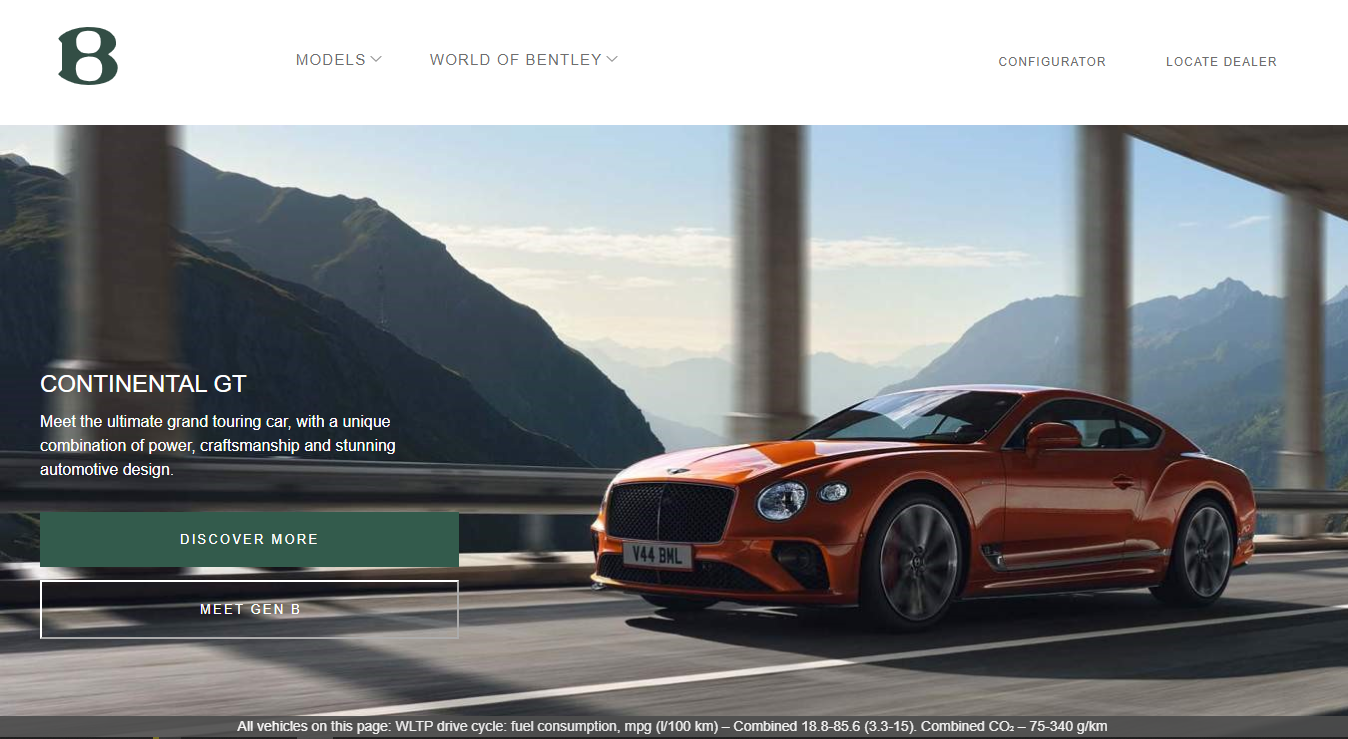 B
MODELS
WORLD OF BENTLEY
CONFIGURATOR
LOCATE DEALER
CONTINENTAL GT
Meet the ultimate grand touring car, with a unique
combination of power, craftsmanship and stunning
automotive design.
DISCOVER MORE
MEET GEN B
V44 BML
All vehicles on this page: WLTP drive cycle: fuel consumption, mpg (l/100 km) – Combined 18.8-85.6 (3.3-15). Combined CO₂ – 75-340 g/km